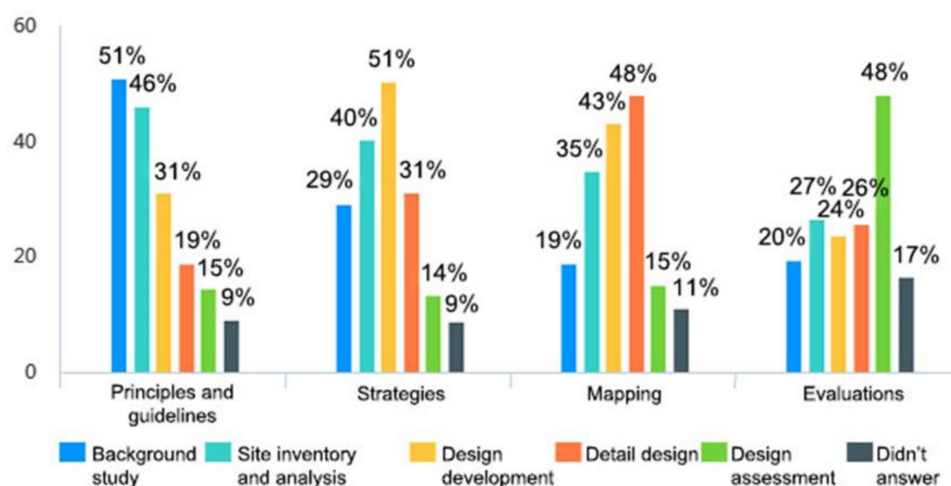 60
51%
51%
48%
48%
46%
43%
40%
40
35%
31%
31%
29%
27%
26%
24%
19%
20%
20
19%
15%
14%
15%
17%
9%
9%
11%
0
Principles and
guidelines
Strategies
Mapping
Evaluations
Background
study
Site inventory
and analysis
Design
development
Detail design
Design
assessment
Didn't
answer